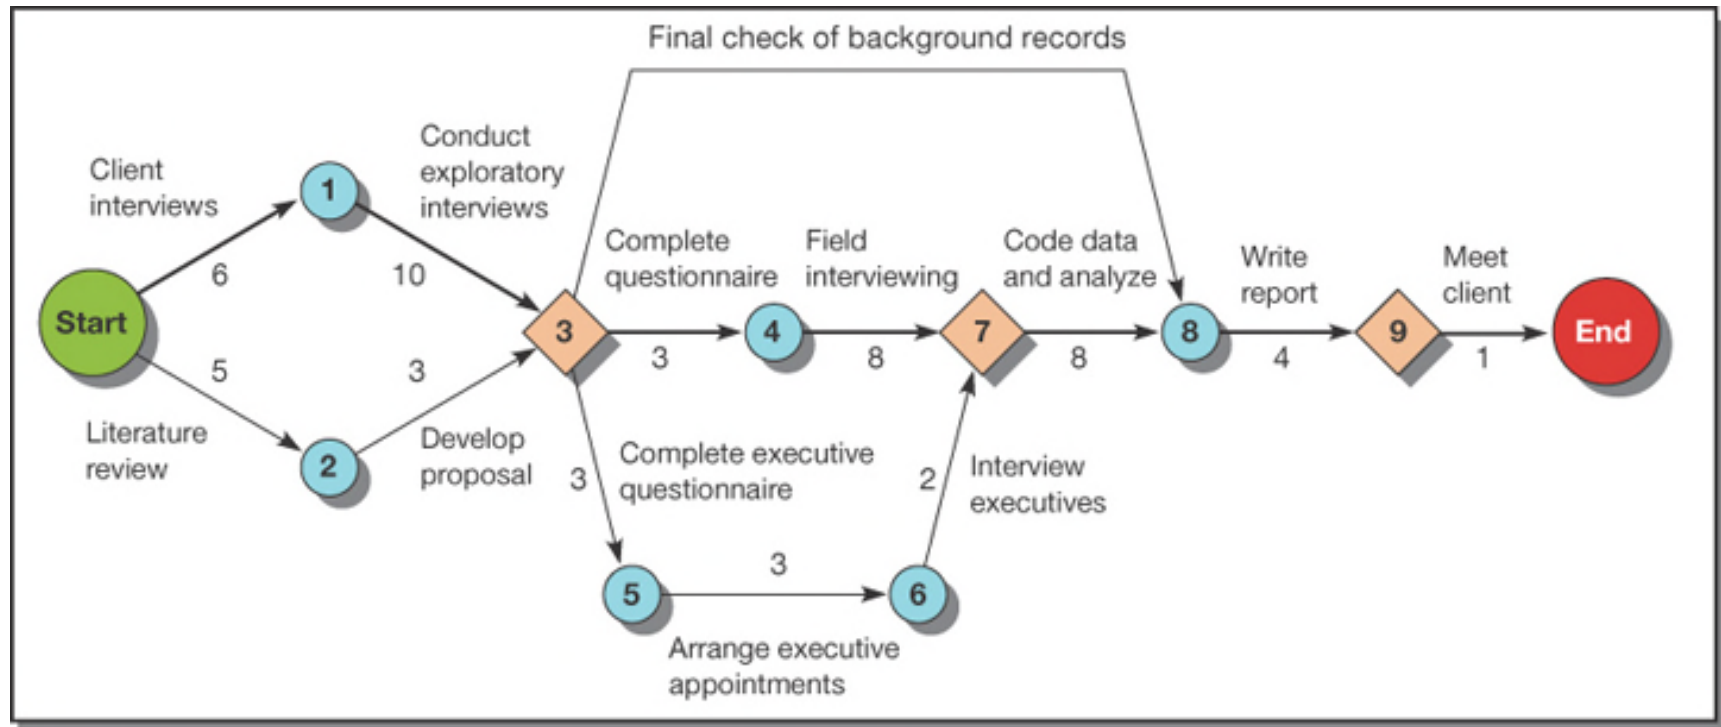 Final check of background records
Client
interviews
1
Conduct
exploratory
interviews
6
10
Start
5
3
Literature
review
2
Develop
proposal
3
Complete
questionnaire
3
4
Field
interviewing
8
7
Code data
and analyze
8
8
Write
report
4
9
Meet
client
1
End
3
Complete executive
questionnaire
2
Interview
executives
5
3
6
Arrange executive
appointments